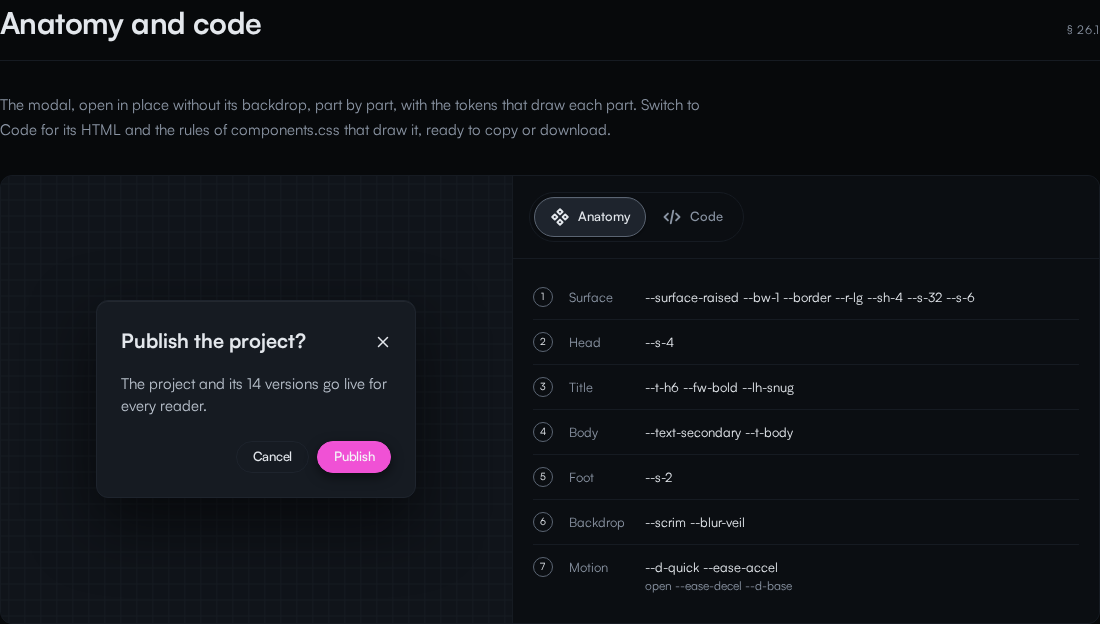 Anatomy and code
§ 26.1
The modal, open in place without its backdrop, part by part, with the tokens that draw each part. Switch to
Code for its HTML and the rules of components.css that draw it, ready to copy or download.
Anatomy
Code
Publish the project?
The project and its 14 versions go live for
every reader.
Cancel
Publish
1 Surface --surface-raised --bw-1 --border --r-lg --sh-4 --s-32 --s-6
2 Head --s-4
3 Title --t-h6 --fw-bold --lh-snug
4 Body --text-secondary --t-body
5 Foot --s-2
6 Backdrop --scrim --blur-veil
7 Motion --d-quick --ease-accel
open --ease-decel --d-base